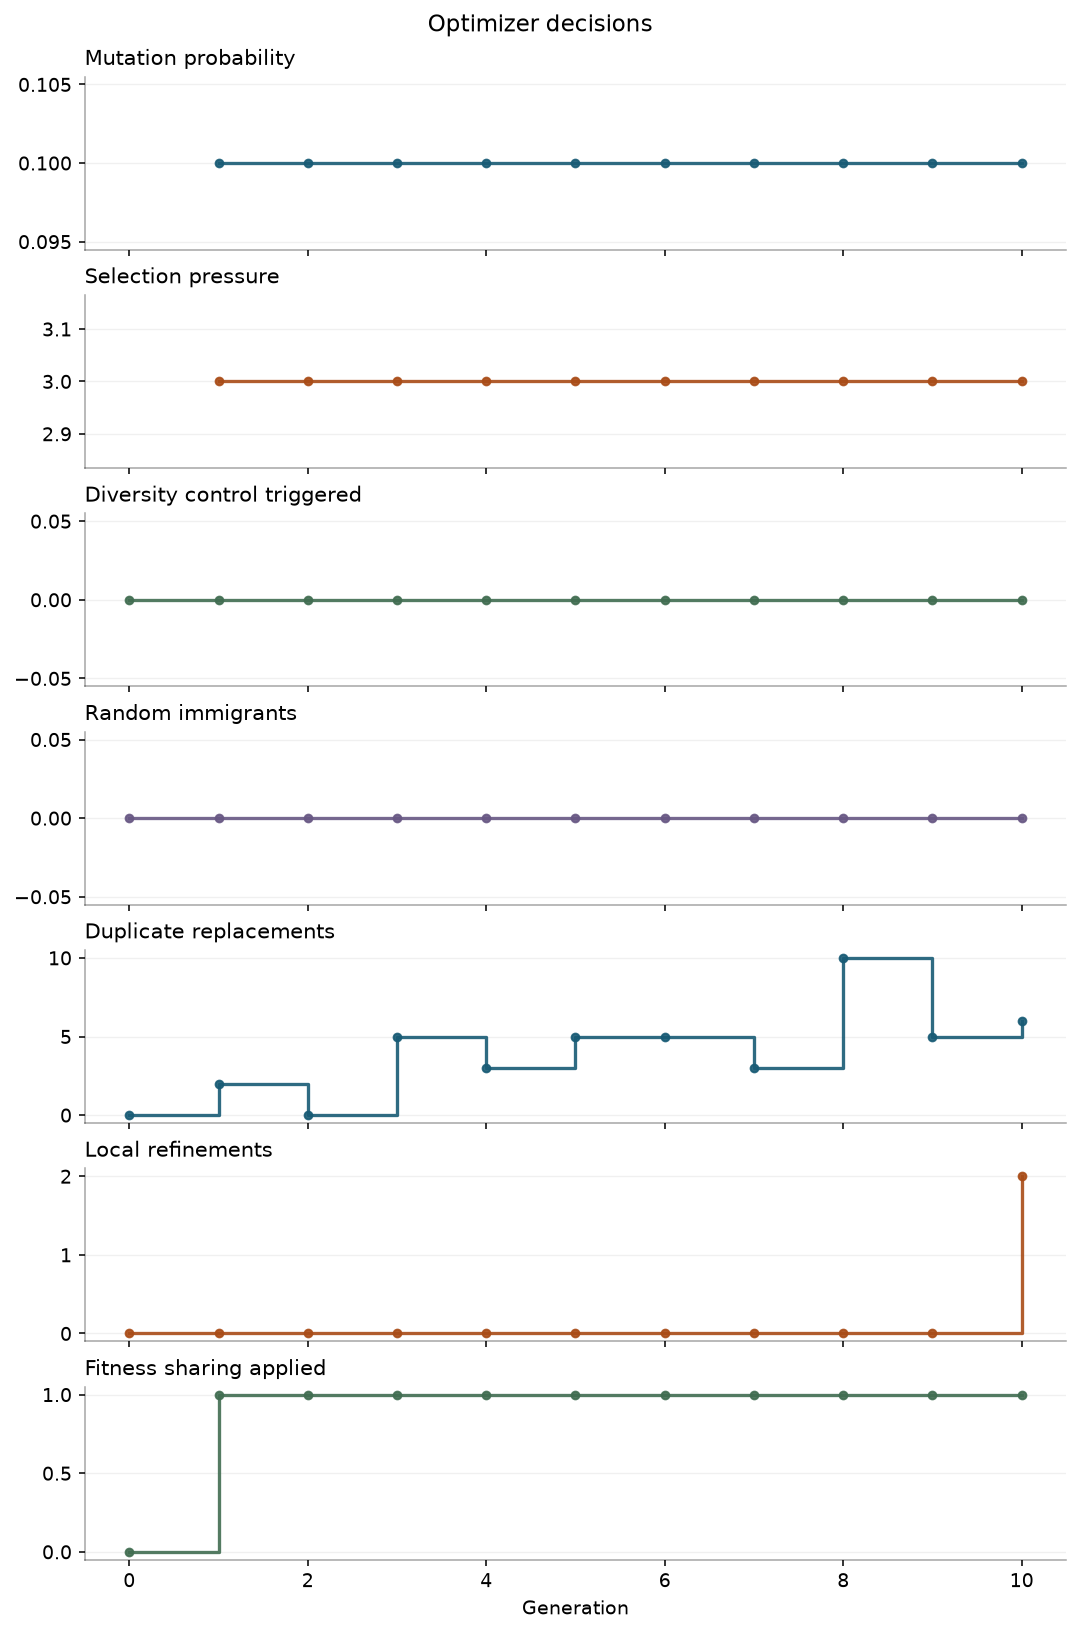 Optimizer decisions
Mutation probability
0.105
0.100
0.095
Selection pressure
3.1
3.0
2.9
Diversity control triggered
0.05
0.00
−0.05
Random immigrants
0.05
0.00
−0.05
Duplicate replacements
10
5
0
Local refinements
2
1
0
Fitness sharing applied
1.0
0.5
0.0
0 2 4 6 8 10
Generation